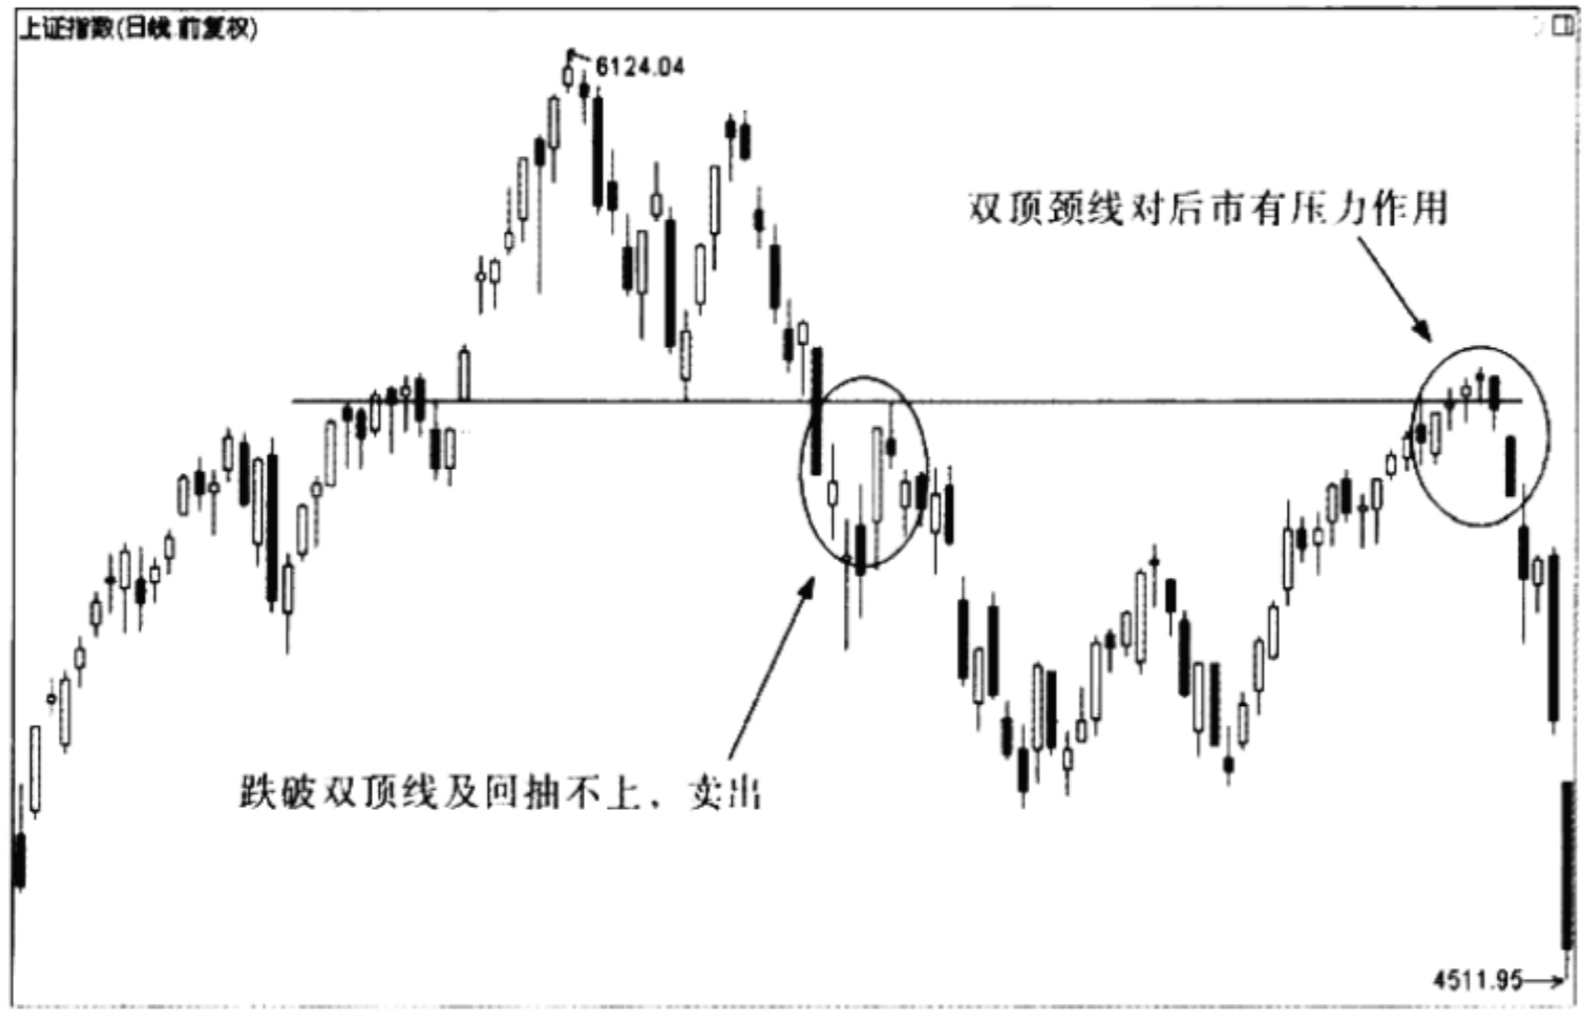 上证指数(日线 前复权)
6124.04
双顶颈线对后市有压力作用
跌破双顶线及回抽不上、卖出
4511.95